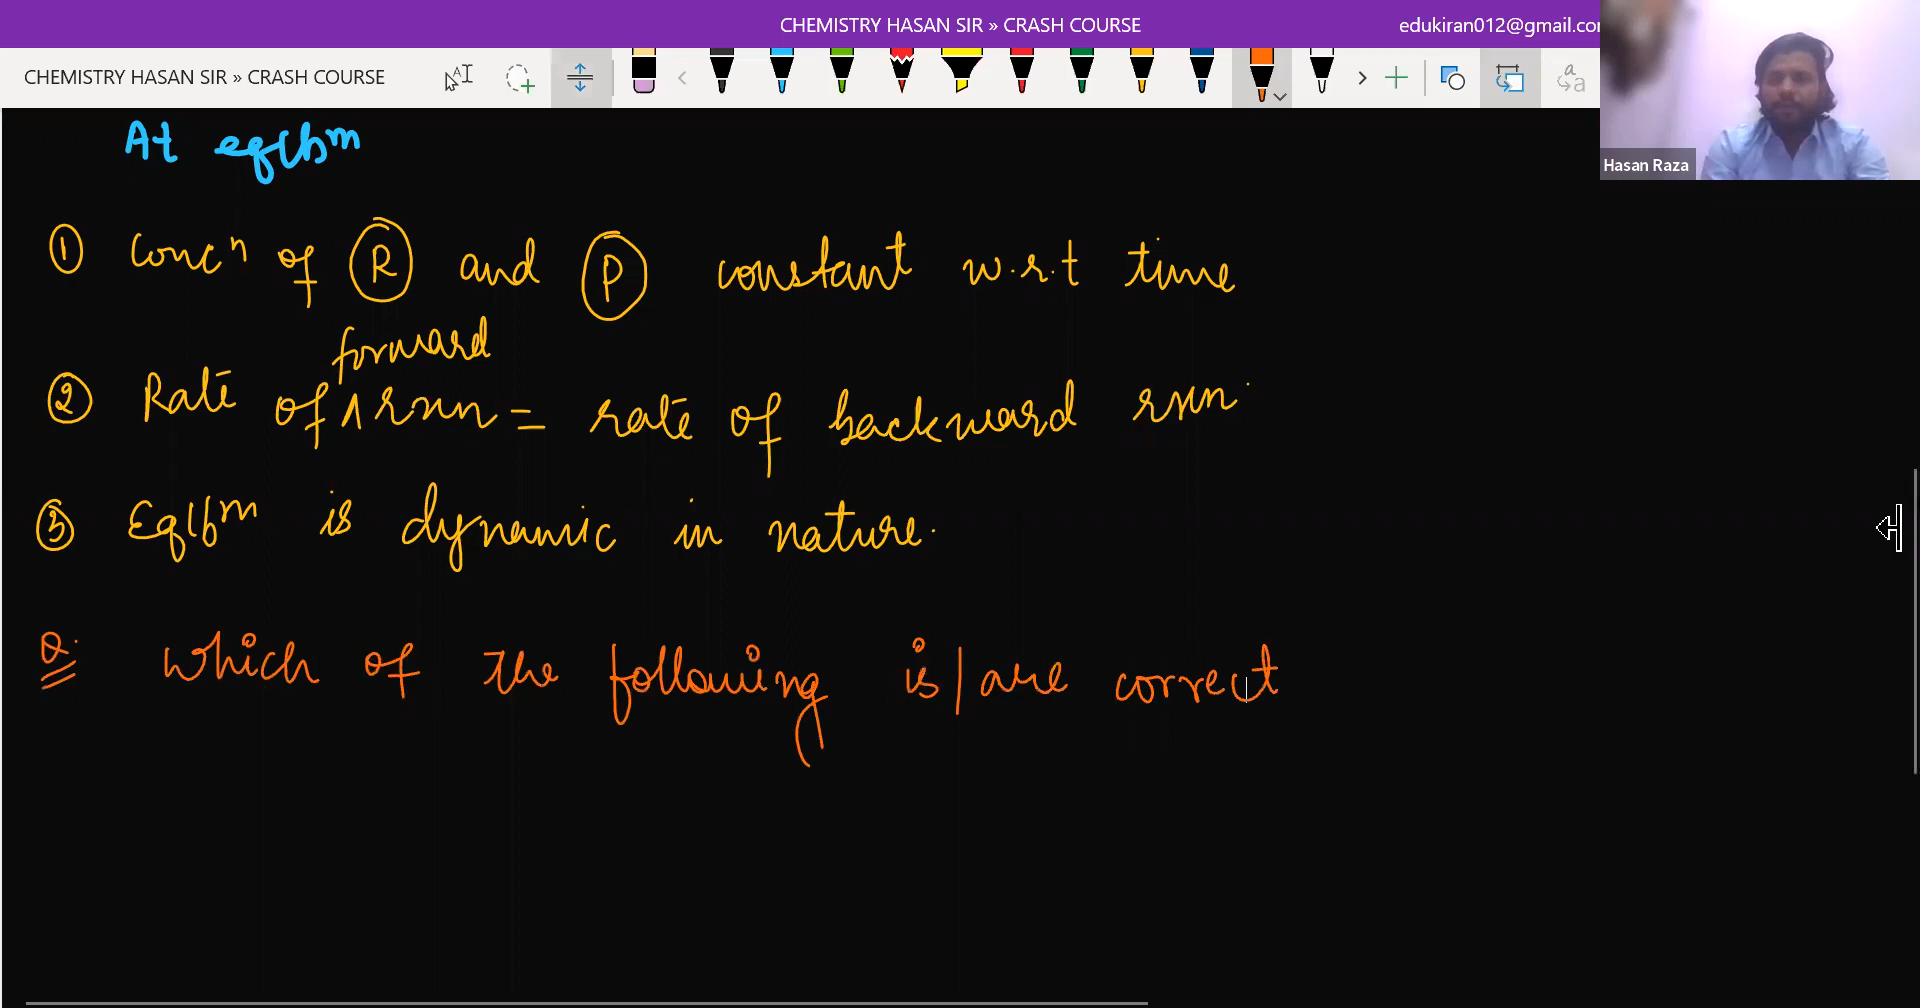 CHEMISTRY HASAN SIR » CRASH COURSE
edukiran012@gmail.co
CHEMISTRY HASAN SIR » CRASH COURSE
Hasan Raza
At eqlbm
① Concn of R and P constant w.r.t time
forward
② Rate of ∧ rxn = rate of backward rxn.
③ Eqlbm is dynamic in nature.
Q. which of the following is/are correct